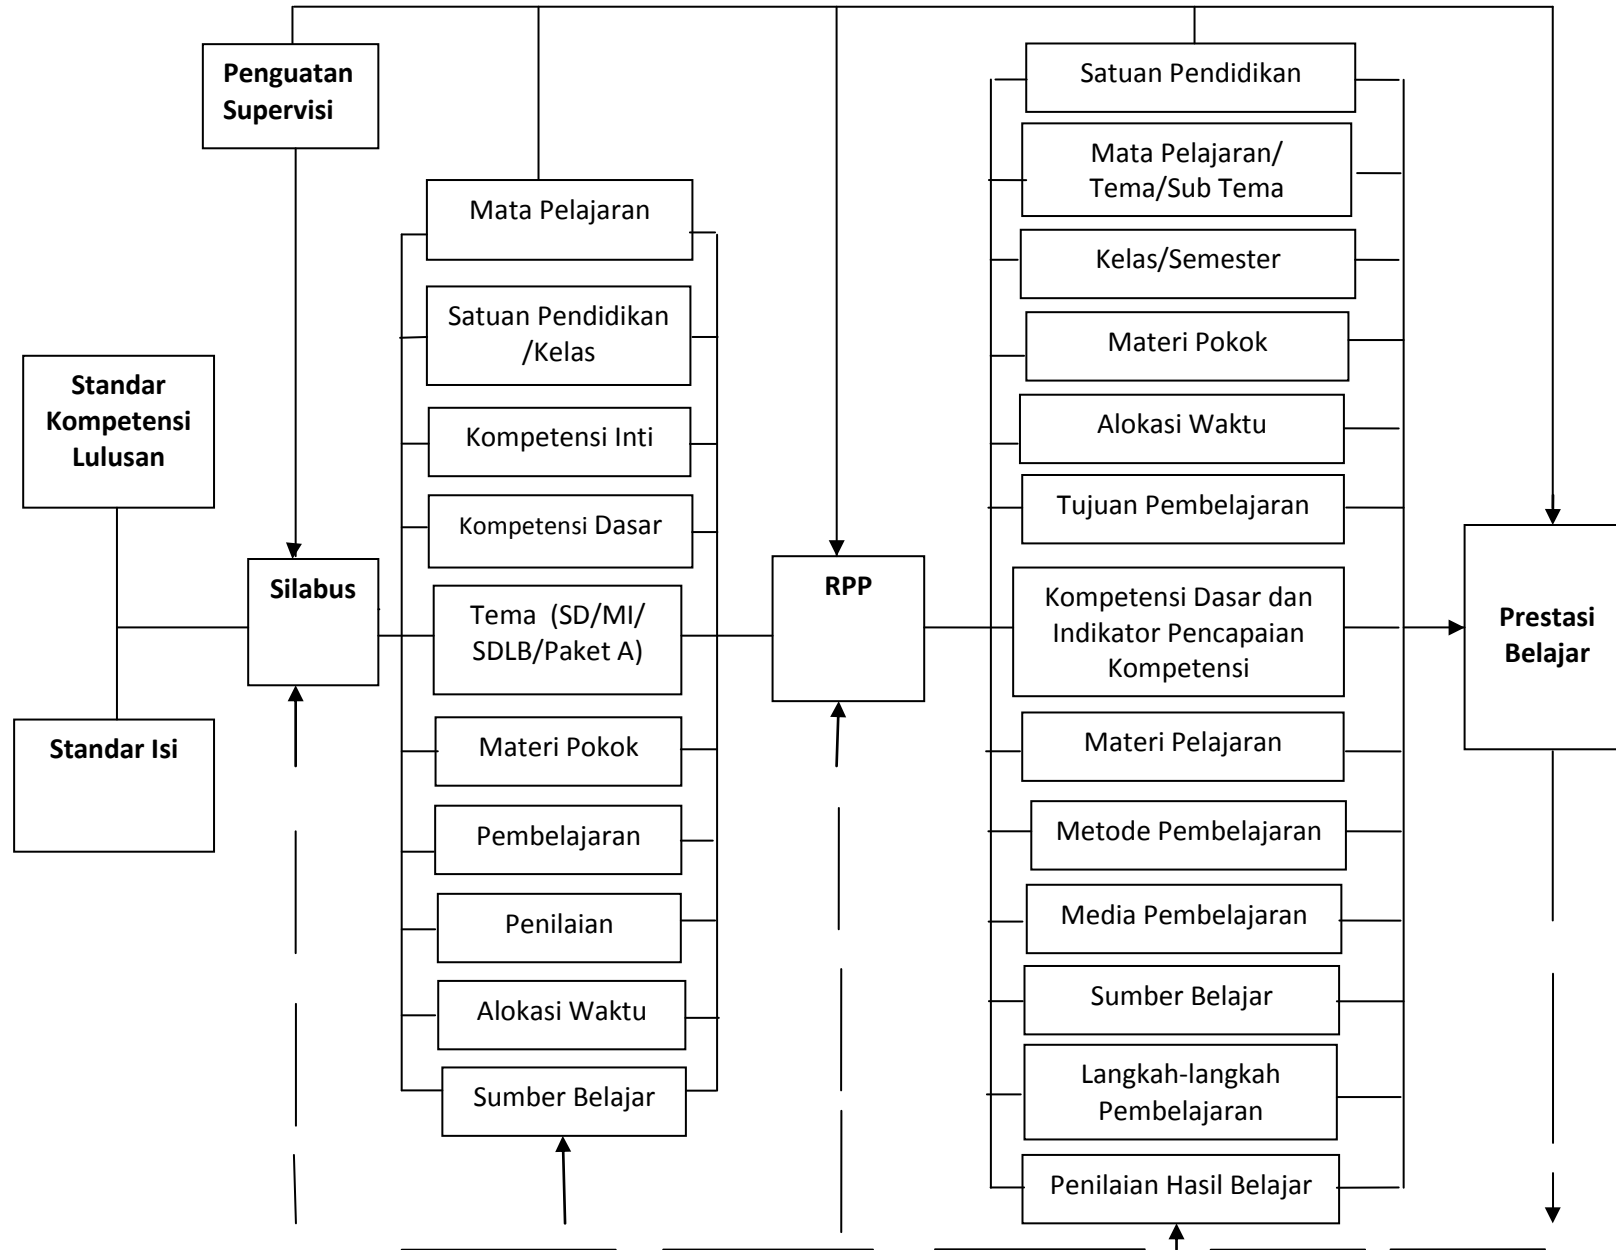 Penguatan
Supervisi
Standar
Kompetensi
Lulusan
Standar Isi
Silabus
Mata Pelajaran
Satuan Pendidikan
/Kelas
Kompetensi Inti
Kompetensi Dasar
Tema (SD/MI/
SDLB/Paket A)
Materi Pokok
Pembelajaran
Penilaian
Alokasi Waktu
Sumber Belajar
RPP
Satuan Pendidikan
Mata Pelajaran/
Tema/Sub Tema
Kelas/Semester
Materi Pokok
Alokasi Waktu
Tujuan Pembelajaran
Kompetensi Dasar dan
Indikator Pencapaian
Kompetensi
Materi Pelajaran
Metode Pembelajaran
Media Pembelajaran
Sumber Belajar
Langkah-langkah
Pembelajaran
Penilaian Hasil Belajar
Prestasi
Belajar